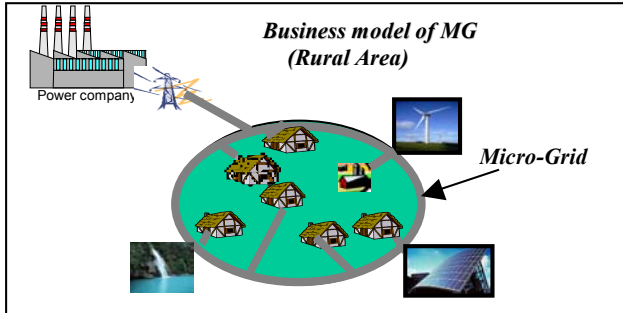 Business model of MG
(Rural Area)
Power company
Micro-Grid